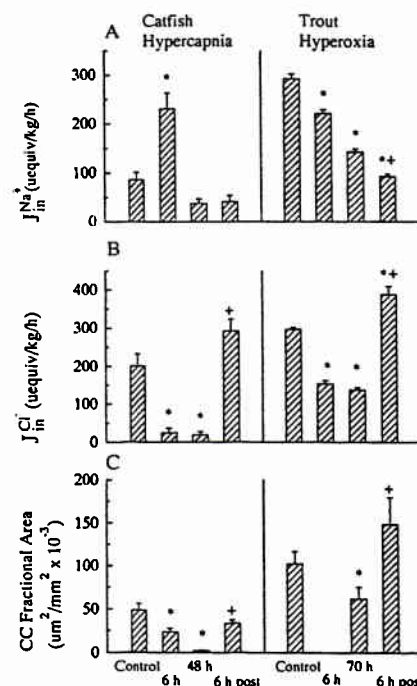 Catfish Hypercapnia
Trout Hyperoxia
A
J in Na+ (uequiv/kg/h)
300
200
100
0
*
*
*
*+
B
J in Cl- (uequiv/kg/h)
400
300
200
100
0
*
*
+
*
*
*+
C
CC Fractional Area
(um2/mm2 x 10-3)
200
150
100
50
0
*
*
+
*
+
Control 48 h
6 h 6 h post
Control 70 h
6 h 6 h post